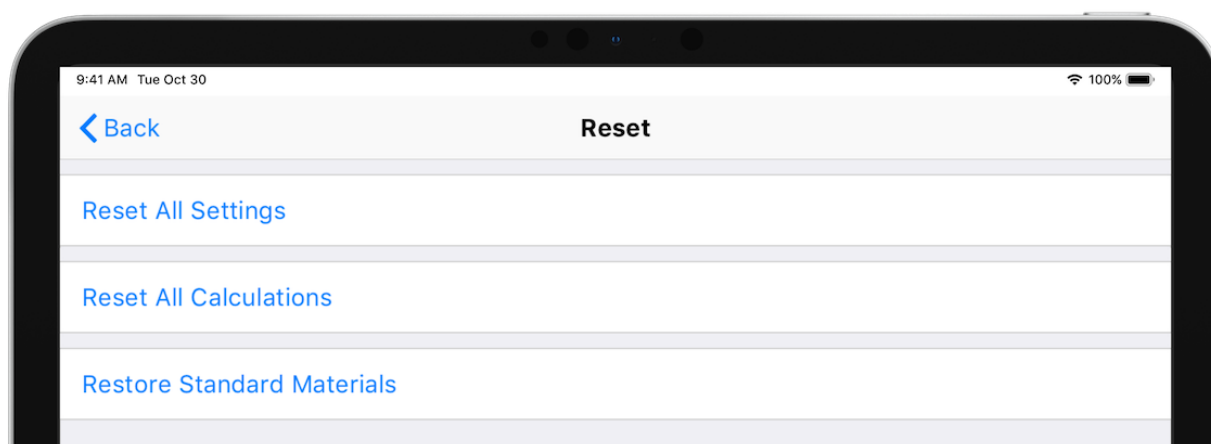 9:41 AM Tue Oct 30 100%
Back Reset
Reset All Settings
Reset All Calculations
Restore Standard Materials